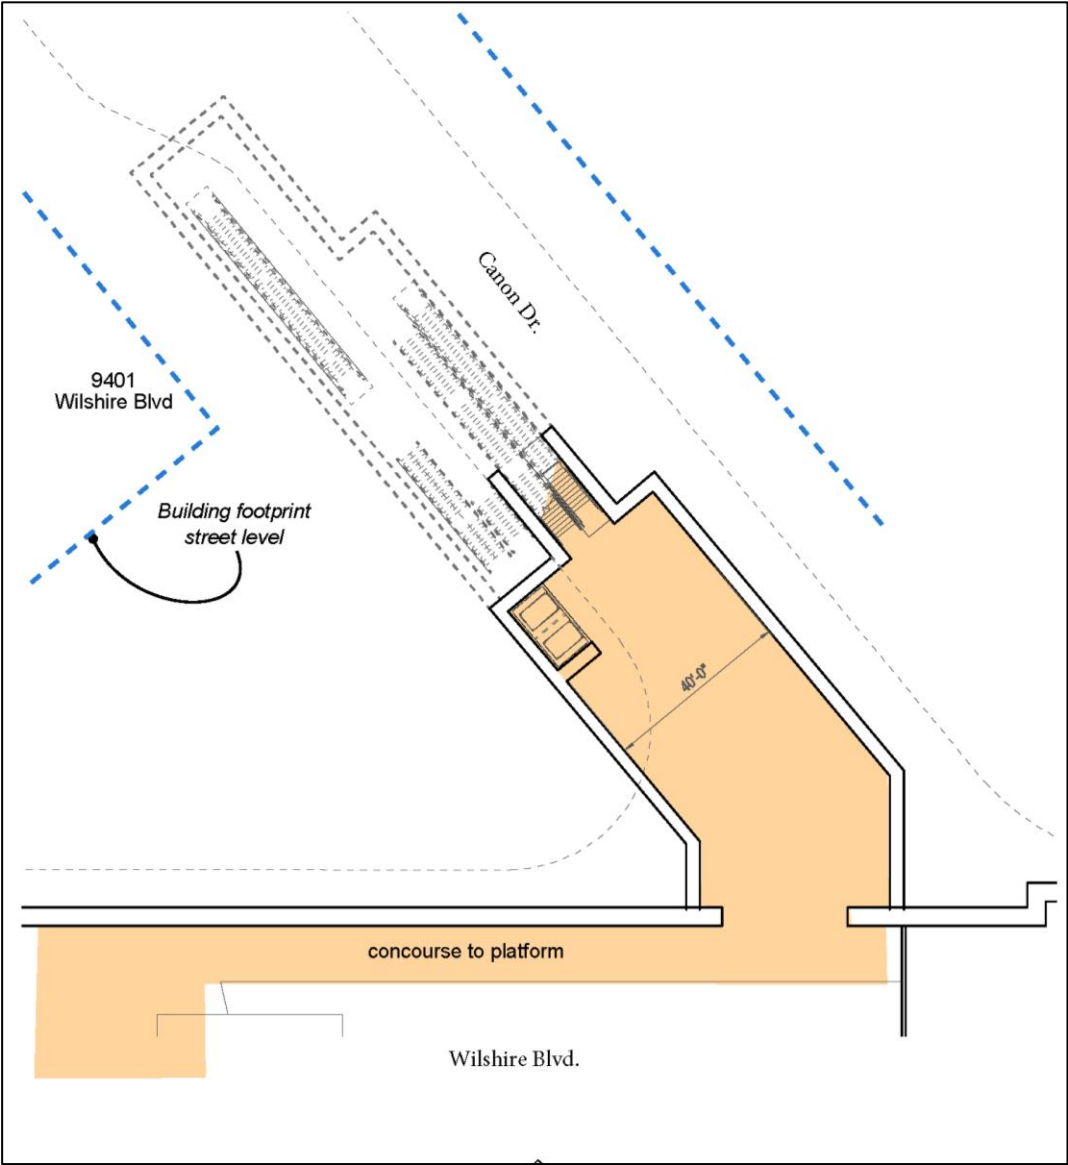 Canon Dr.
9401
Wilshire Blvd
Building footprint
street level
40'-0"
concourse to platform
Wilshire Blvd.